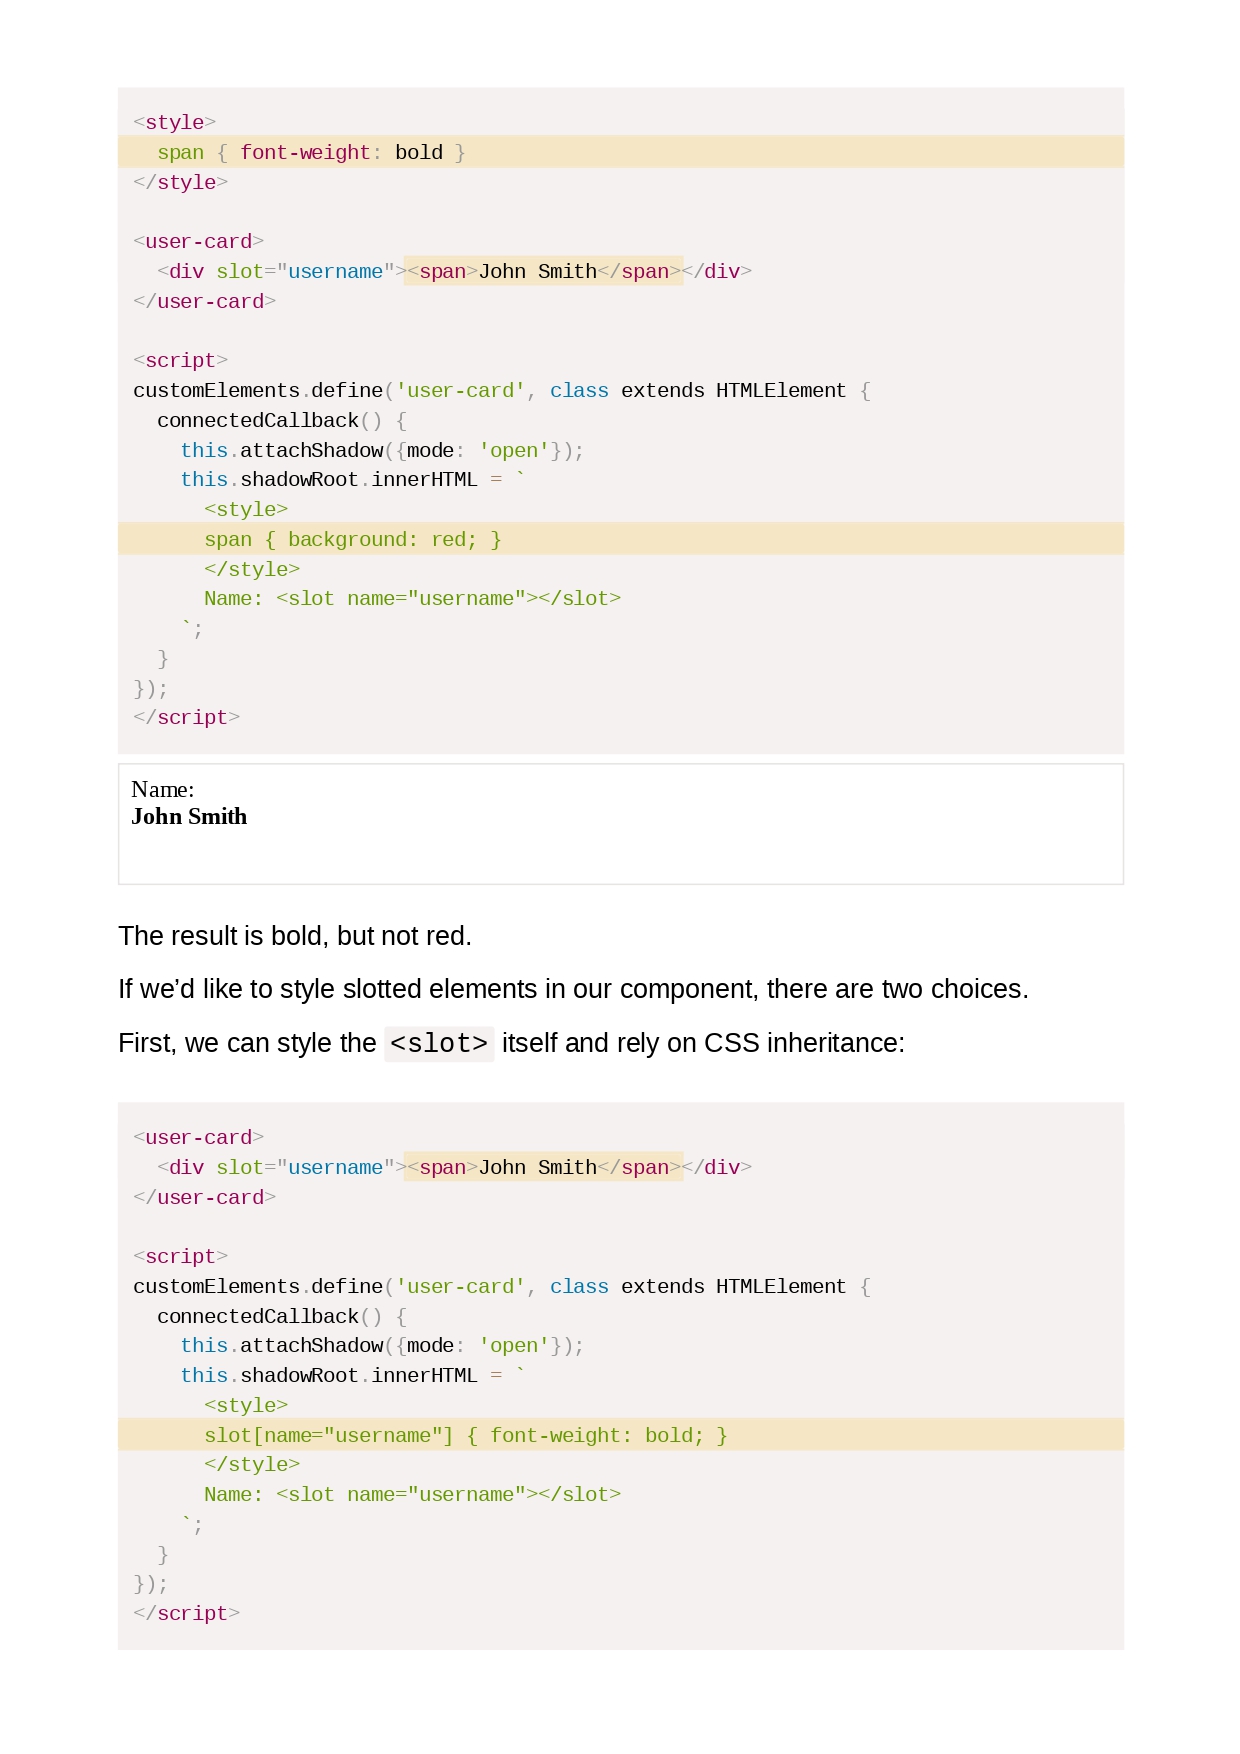 <style>
  span { font-weight: bold }
</style>

<user-card>
  <div slot="username"><span>John Smith</span></div>
</user-card>

<script>
customElements.define('user-card', class extends HTMLElement {
  connectedCallback() {
    this.attachShadow({mode: 'open'});
    this.shadowRoot.innerHTML = `
      <style>
      span { background: red; }
      </style>
      Name: <slot name="username"></slot>
    `;
  }
});
</script>
Name:
John Smith
The result is bold, but not red.
If we’d like to style slotted elements in our component, there are two choices.
First, we can style the <slot> itself and rely on CSS inheritance:
<user-card>
  <div slot="username"><span>John Smith</span></div>
</user-card>

<script>
customElements.define('user-card', class extends HTMLElement {
  connectedCallback() {
    this.attachShadow({mode: 'open'});
    this.shadowRoot.innerHTML = `
      <style>
      slot[name="username"] { font-weight: bold; }
      </style>
      Name: <slot name="username"></slot>
    `;
  }
});
</script>